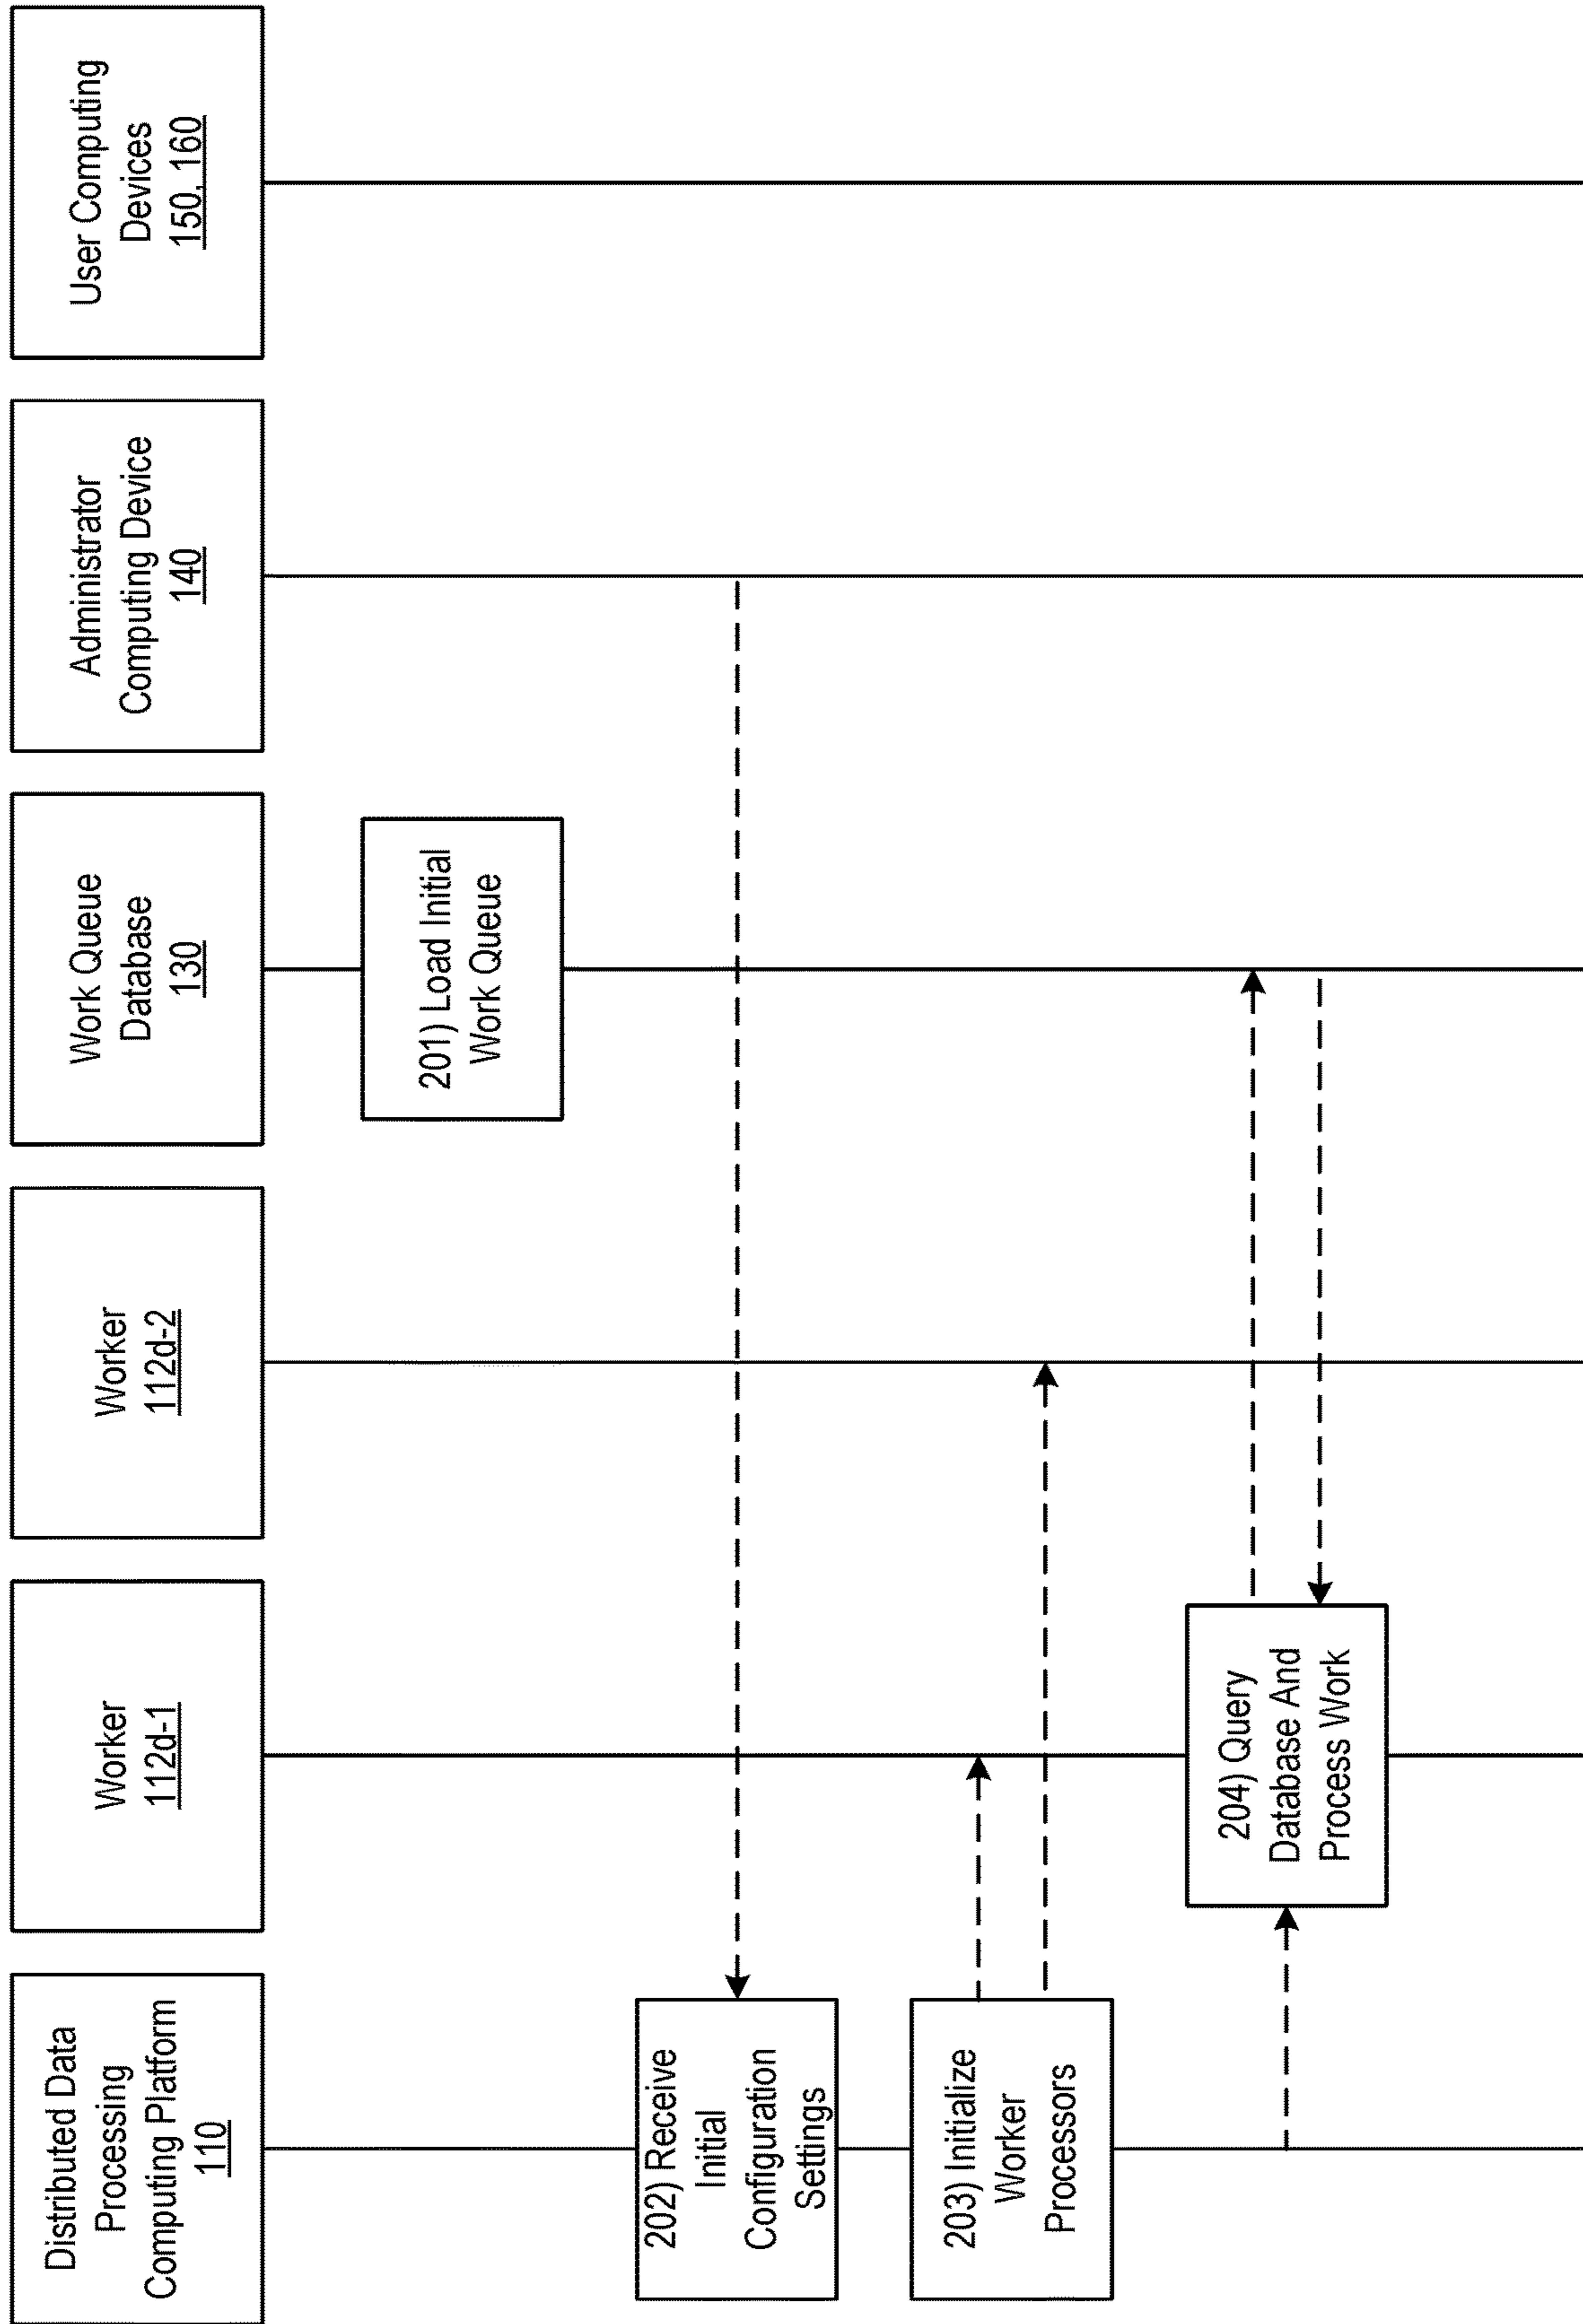 Distributed Data
Processing
Computing Platform
110
Worker
112d-1
Worker
112d-2
Work Queue
Database
130
Administrator
Computing Device
140
User Computing
Devices
150, 160
201) Load Initial
Work Queue
202) Receive
Initial
Configuration
Settings
203) Initialize
Worker
Processors
204) Query
Database And
Process Work